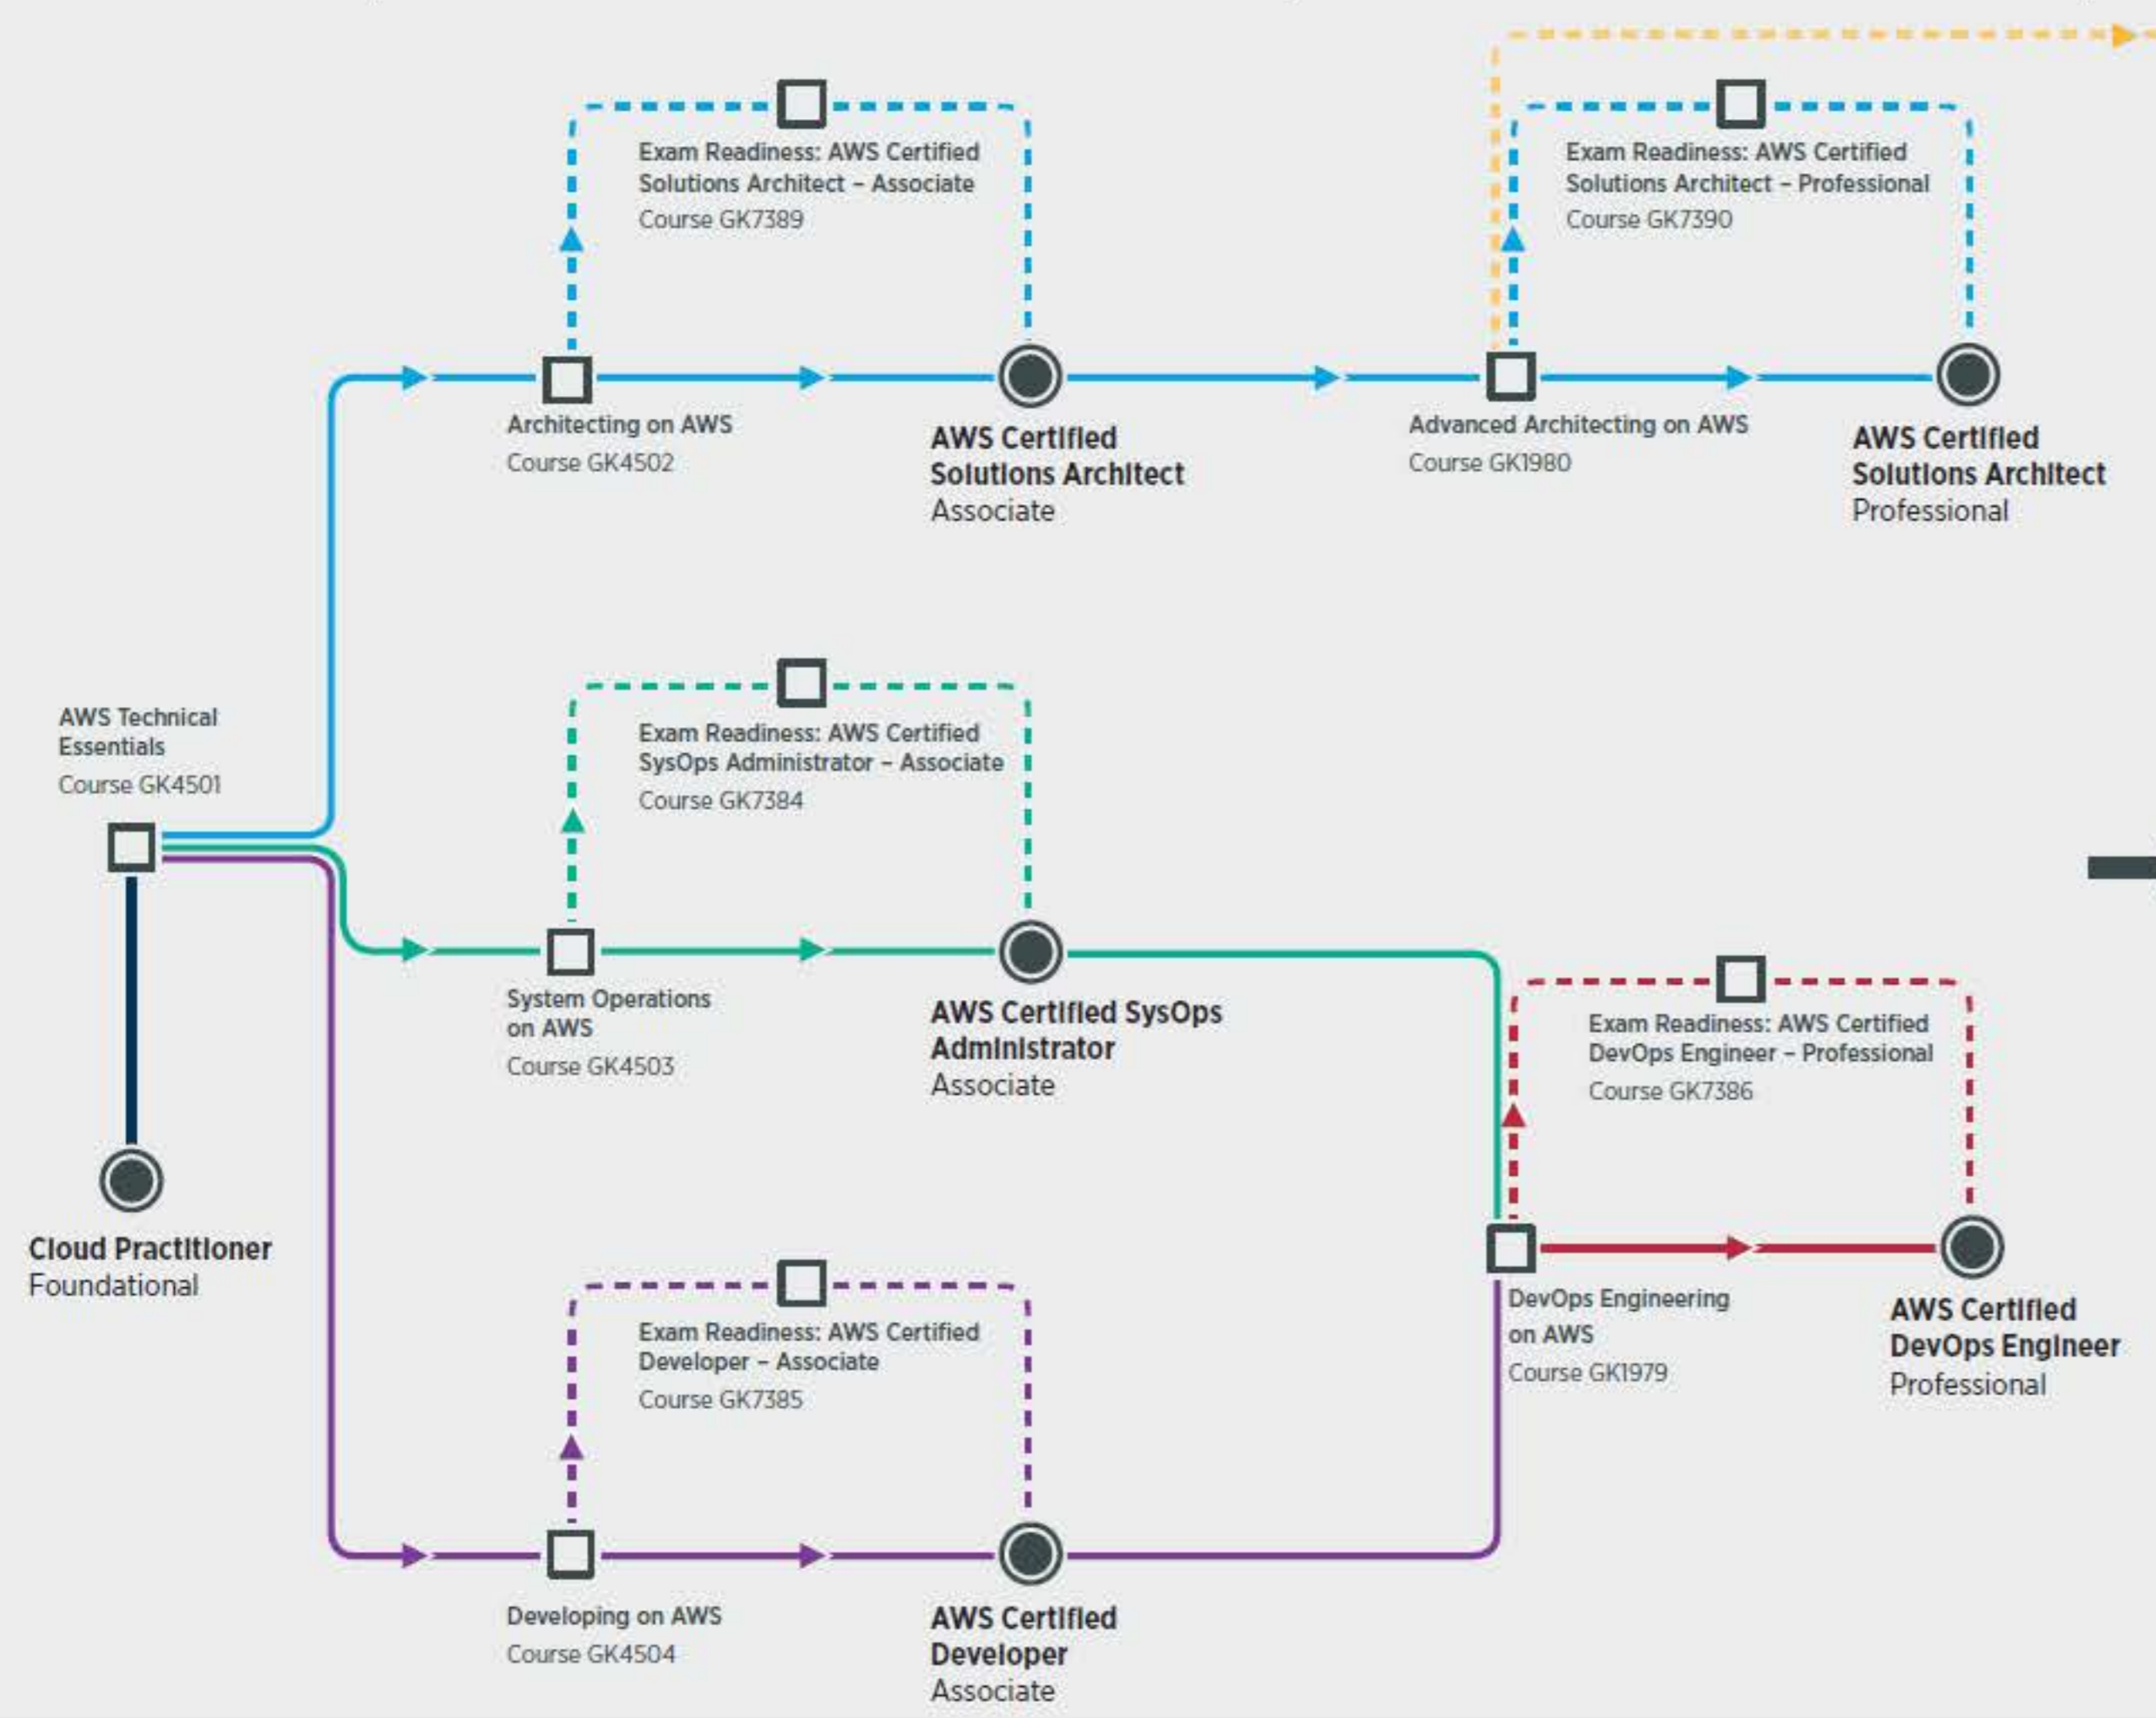 Exam Readiness: AWS Certified
Solutions Architect – Associate
Course GK7389
Exam Readiness: AWS Certified
Solutions Architect – Professional
Course GK7390
Architecting on AWS
Course GK4502
AWS Certified
Solutions Architect
Associate
Advanced Architecting on AWS
Course GK1980
AWS Certified
Solutions Architect
Professional
AWS Technical
Essentials
Course GK4501
Exam Readiness: AWS Certified
SysOps Administrator – Associate
Course GK7384
System Operations
on AWS
Course GK4503
AWS Certified SysOps
Administrator
Associate
Exam Readiness: AWS Certified
DevOps Engineer – Professional
Course GK7386
Cloud Practitioner
Foundational
DevOps Engineering
on AWS
Course GK1979
AWS Certified
DevOps Engineer
Professional
Exam Readiness: AWS Certified
Developer – Associate
Course GK7385
Developing on AWS
Course GK4504
AWS Certified
Developer
Associate